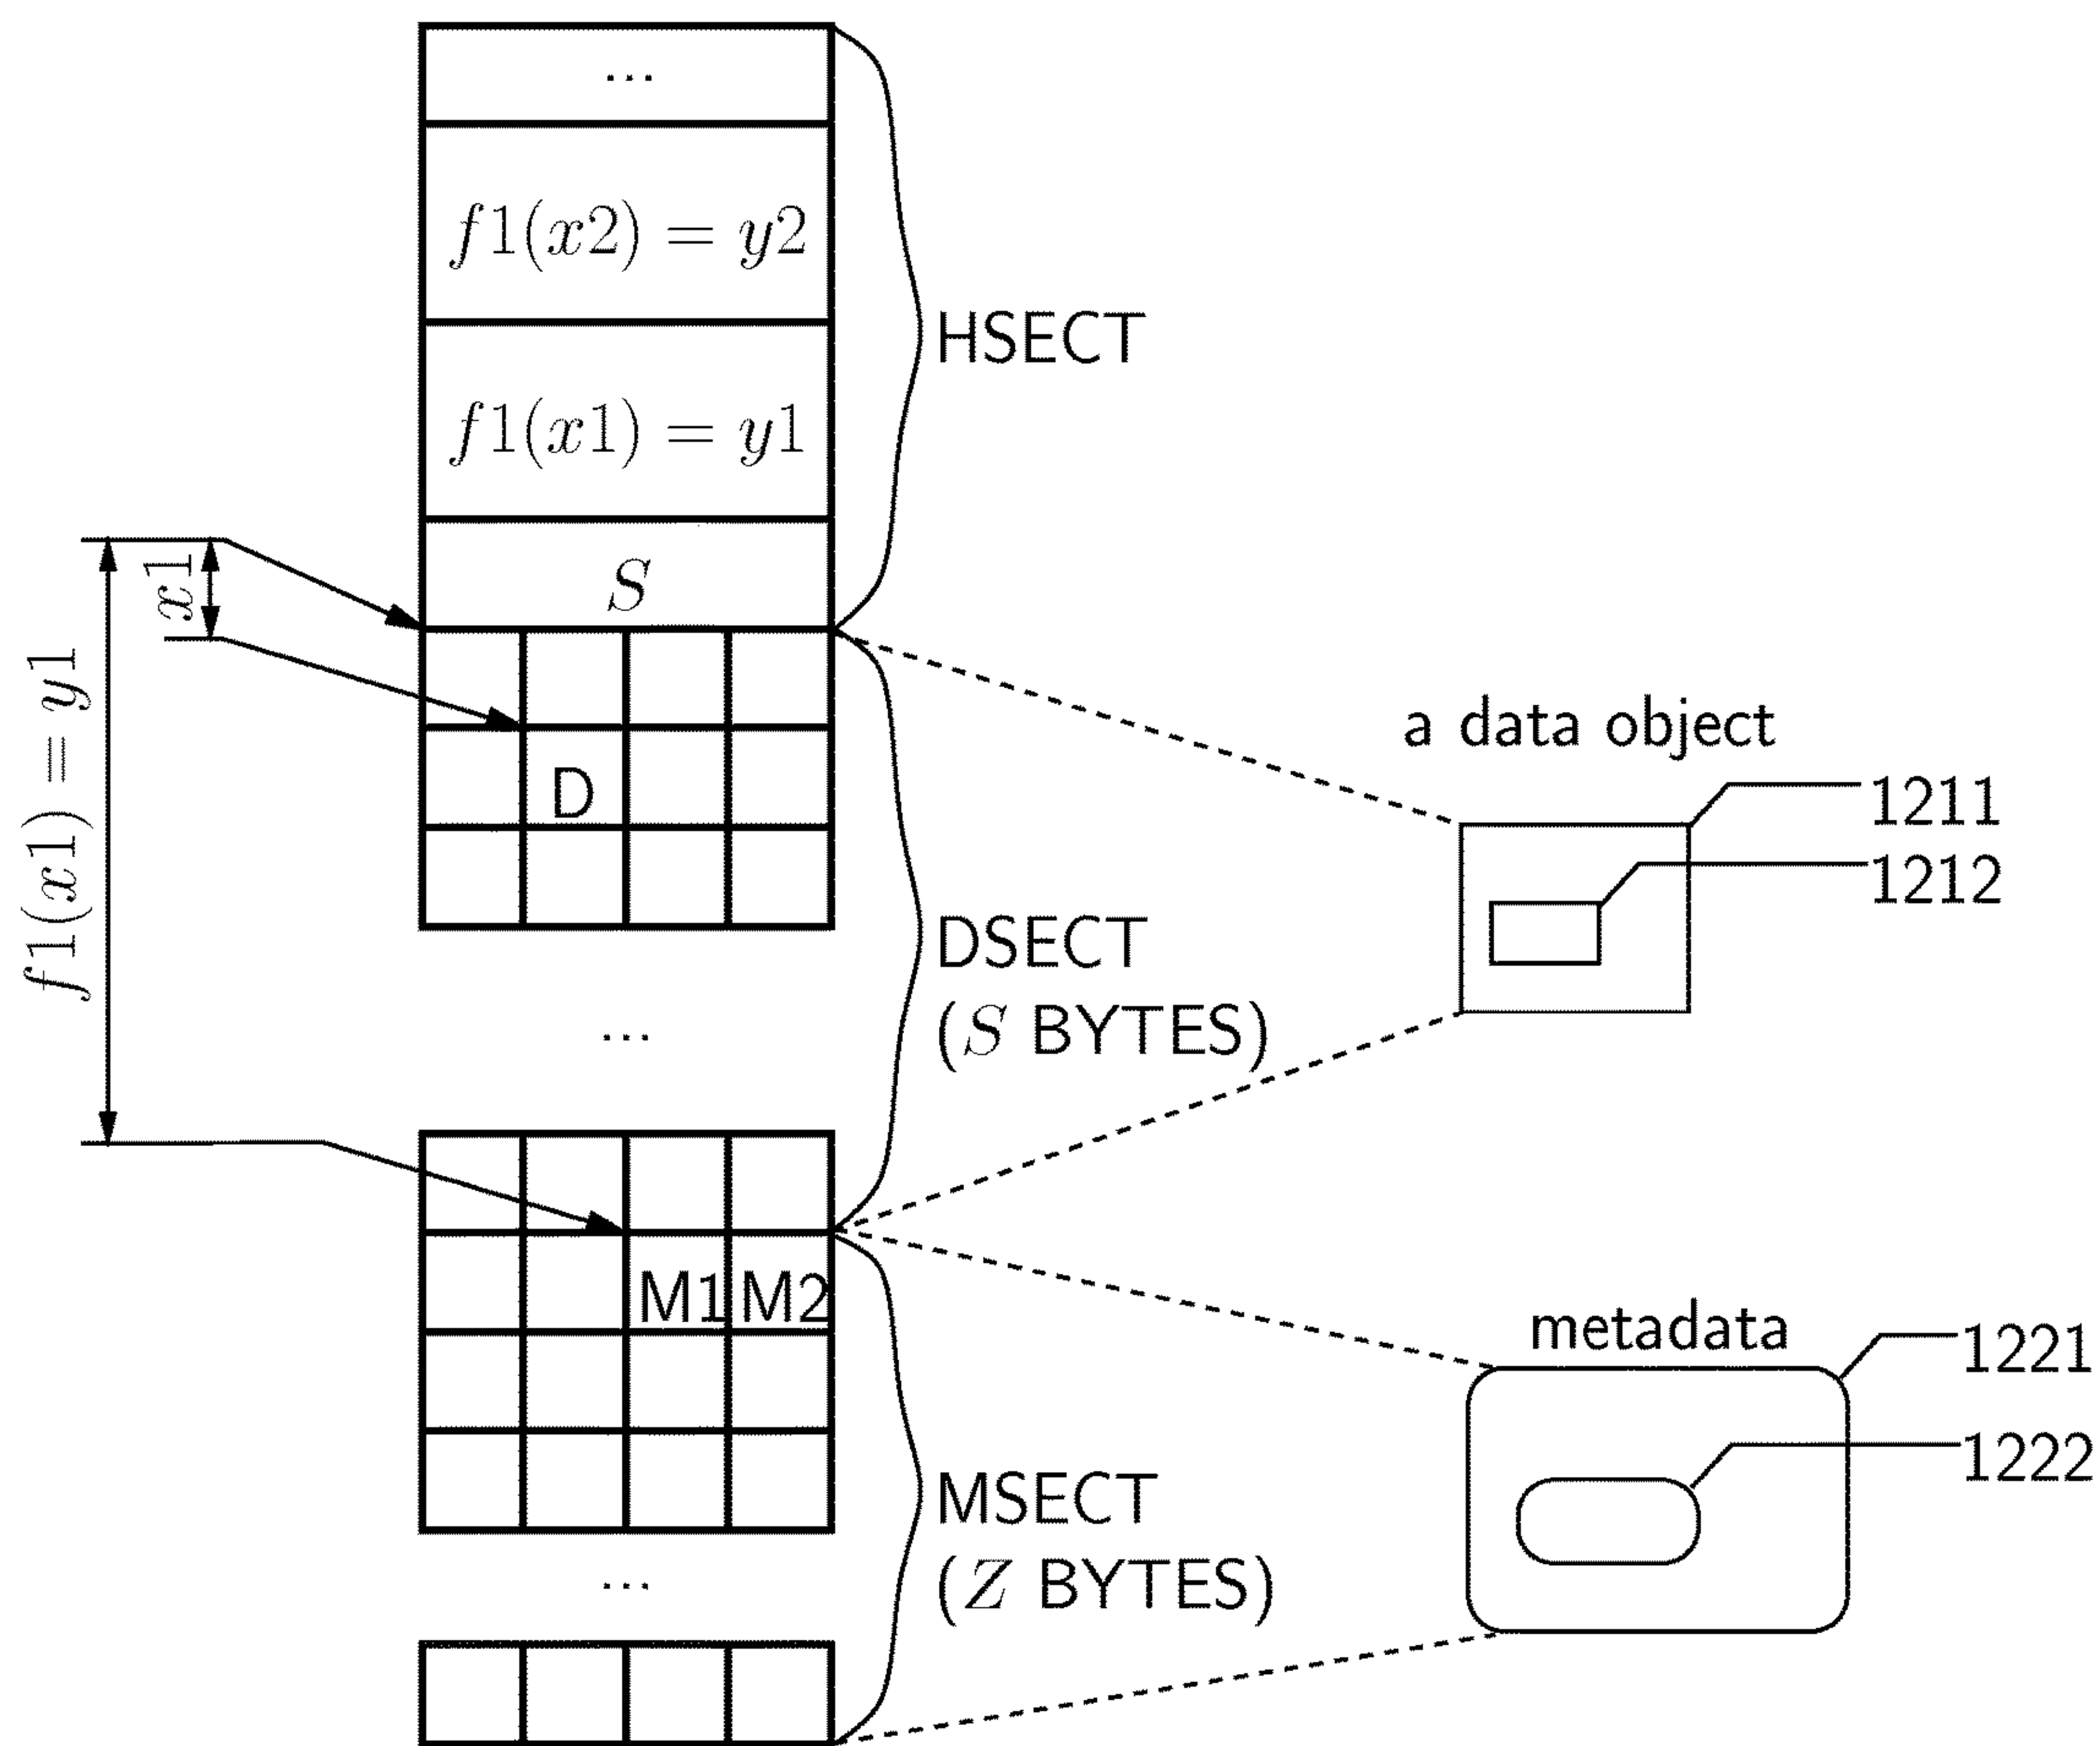 ...
f1(x2) = y2
HSECT
f1(x1) = y1
S
x1
f1(x1) = y1
D
a data object
1211
1212
DSECT
(S BYTES)
...
M1 M2
metadata
1221
1222
MSECT
(Z BYTES)
...